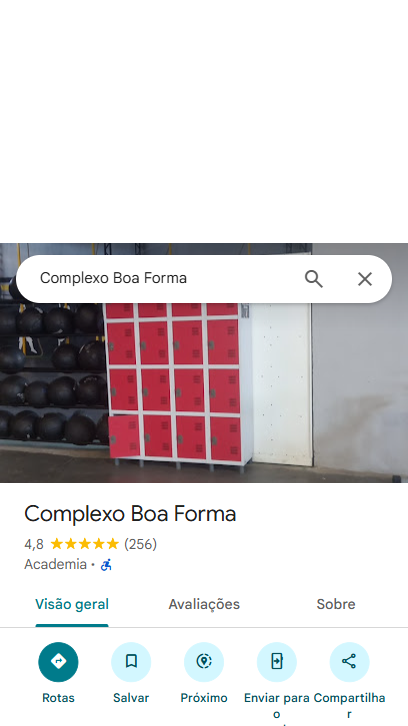 Complexo Boa Forma
Complexo Boa Forma
4,8 ★★★★★ (256)
Academia ·
Visão geral
Avaliações
Sobre
Rotas
Salvar
Próximo
Enviar para
o
Compartilha
r